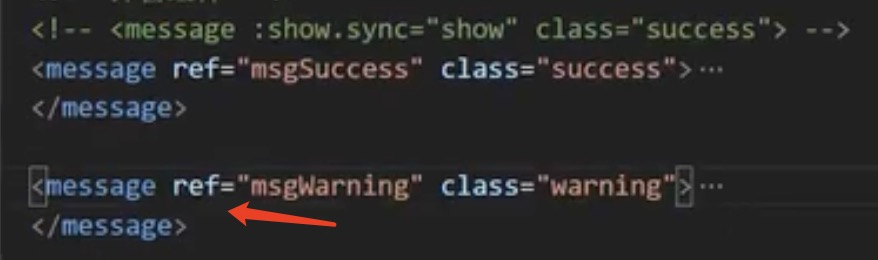 <!-- <message :show.sync="show" class="success"> -->
<message ref="msgSuccess" class="success">···
</message>
<message ref="msgWarning" class="warning">···
</message>